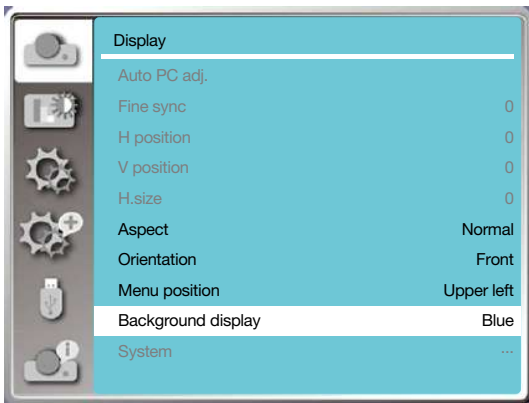 Display
Auto PC adj.
Fine sync 0
H position 0
V position 0
H.size 0
Aspect Normal
Orientation Front
Menu position Upper left
Background display Blue
System ...